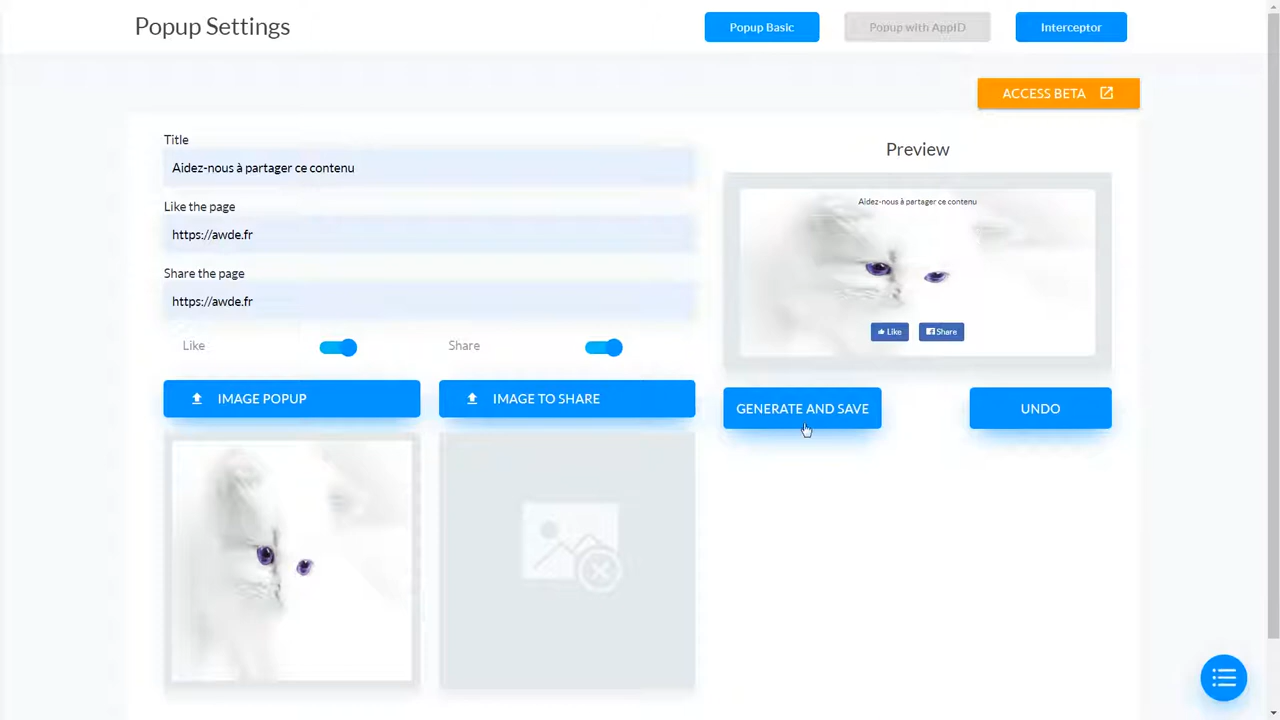 Popup Settings
Popup Basic
Popup with AppID
Interceptor
ACCESS BETA
Title
Aidez-nous à partager ce contenu
Like the page
https://awde.fr
Share the page
https://awde.fr
Like
Share
IMAGE POPUP
IMAGE TO SHARE
Preview
Aidez-nous à partager ce contenu
Like
Share
GENERATE AND SAVE
UNDO